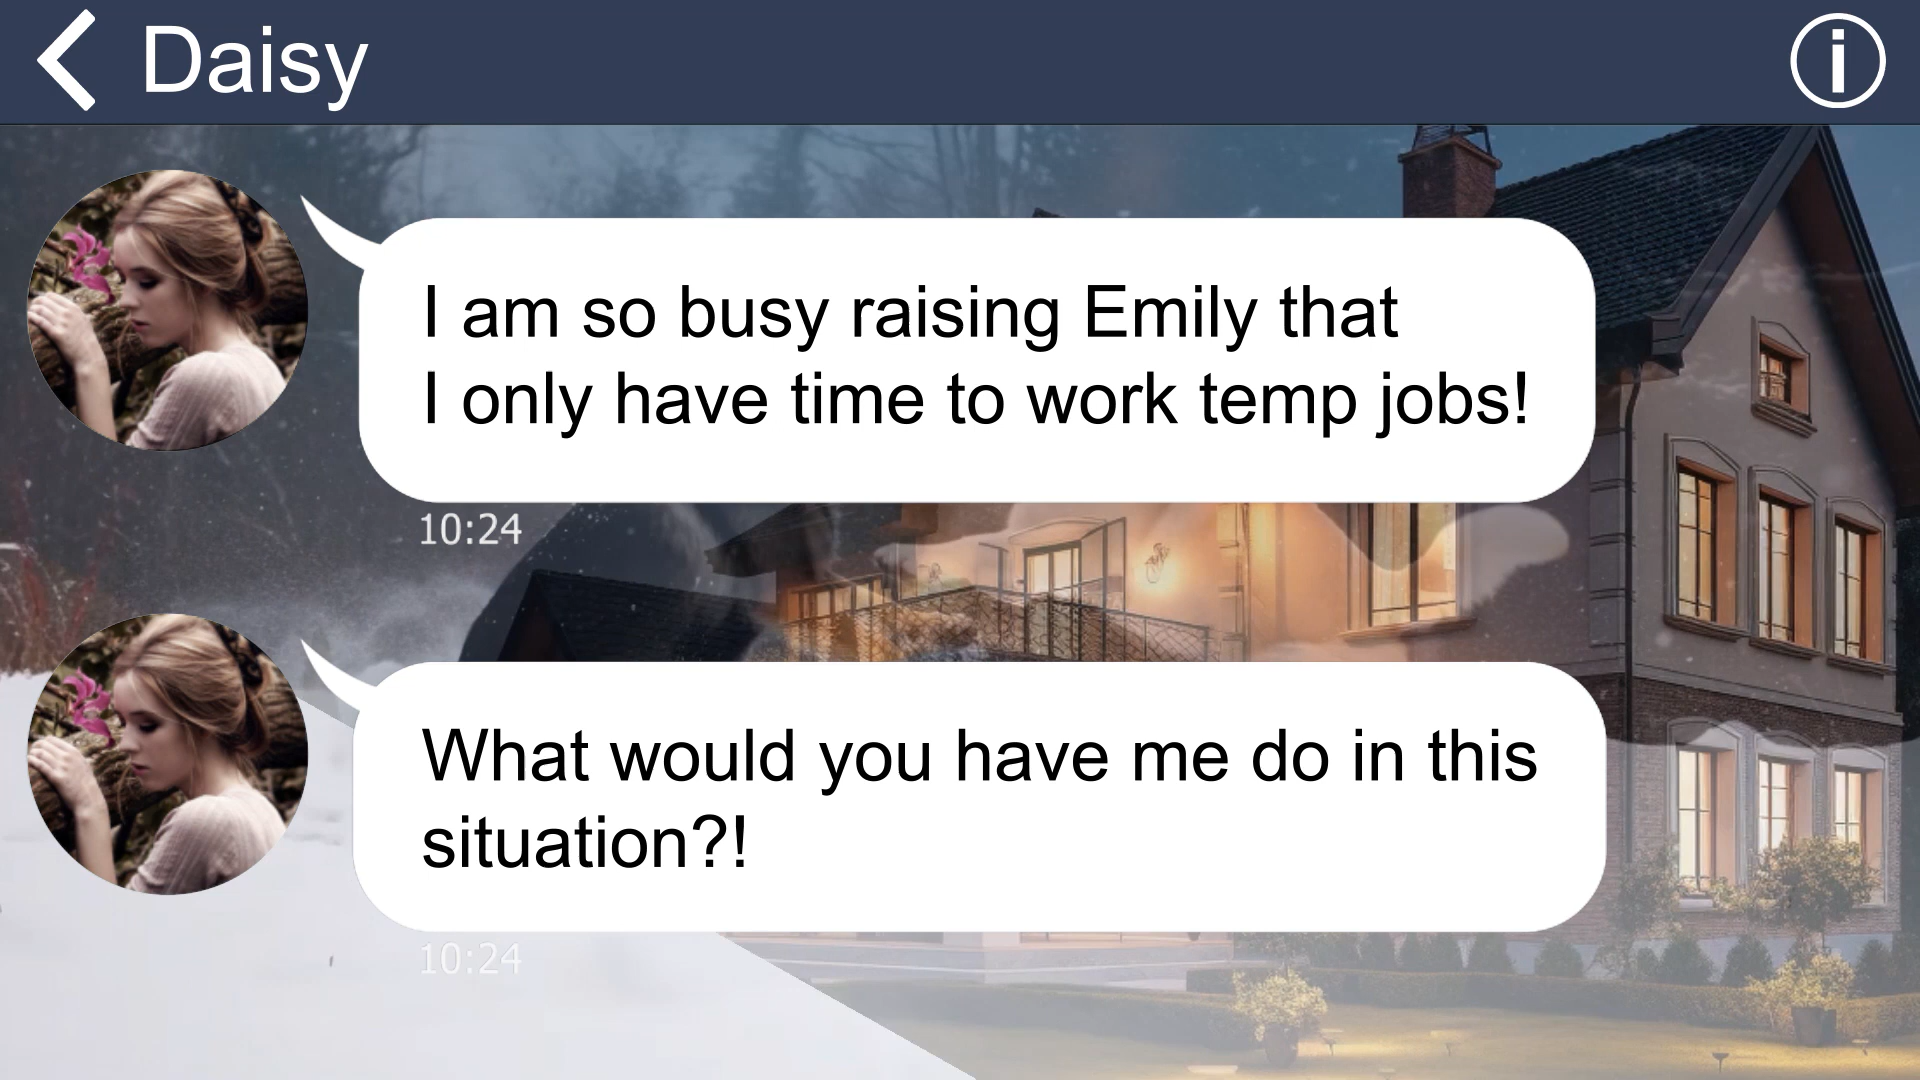 Daisy
I am so busy raising Emily that
I only have time to work temp jobs!
10:24
What would you have me do in this
situation?!
10:24